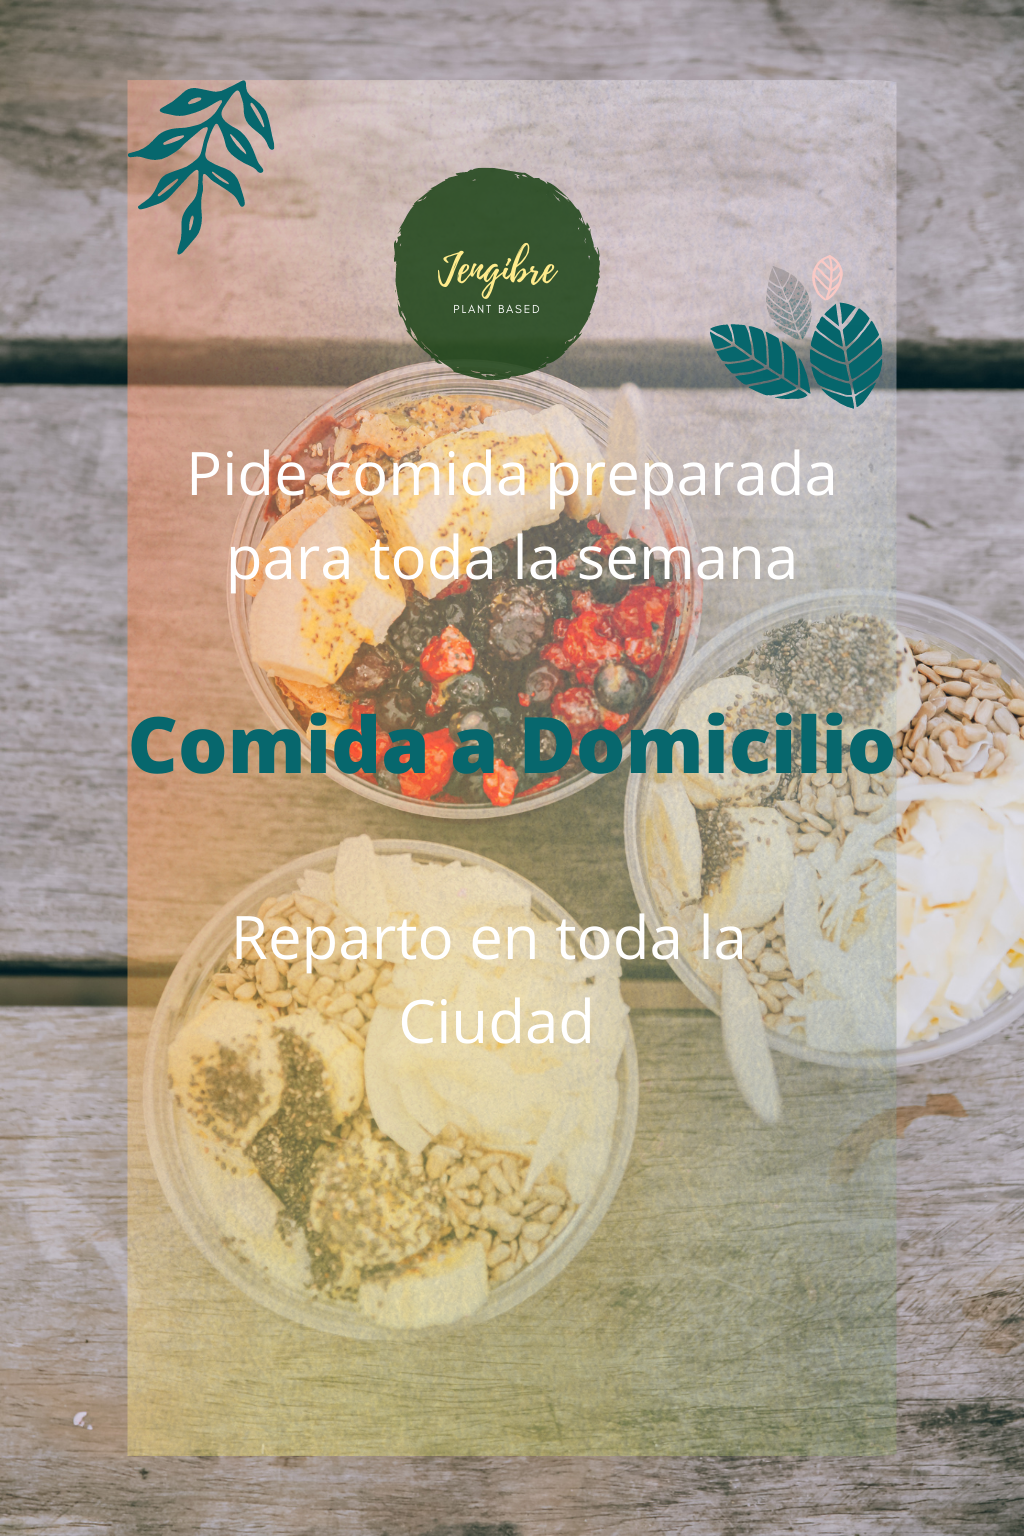 Jengibre
PLANT BASED
Pide comida preparada
para toda la semana
Comida a Domicilio
Reparto en toda la
Ciudad